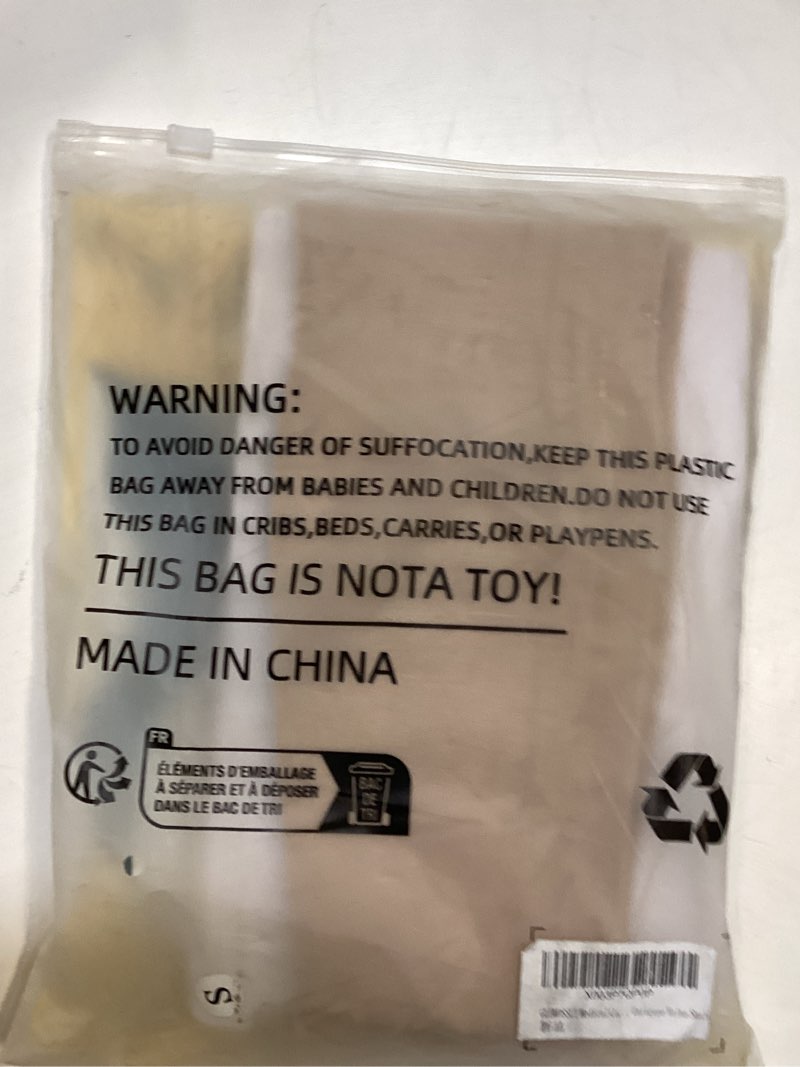 WARNING:
TO AVOID DANGER OF SUFFOCATION,KEEP THIS PLASTIC
BAG AWAY FROM BABIES AND CHILDREN.DO NOT USE
THIS BAG IN CRIBS,BEDS,CARRIES,OR PLAYPENS.
THIS BAG IS NOTA TOY!
MADE IN CHINA
FR
ÉLÉMENTS D'EMBALLAGE
À SÉPARER ET À DÉPOSER
DANS LE BAC DE TRI
BAC
DE
TRI
S